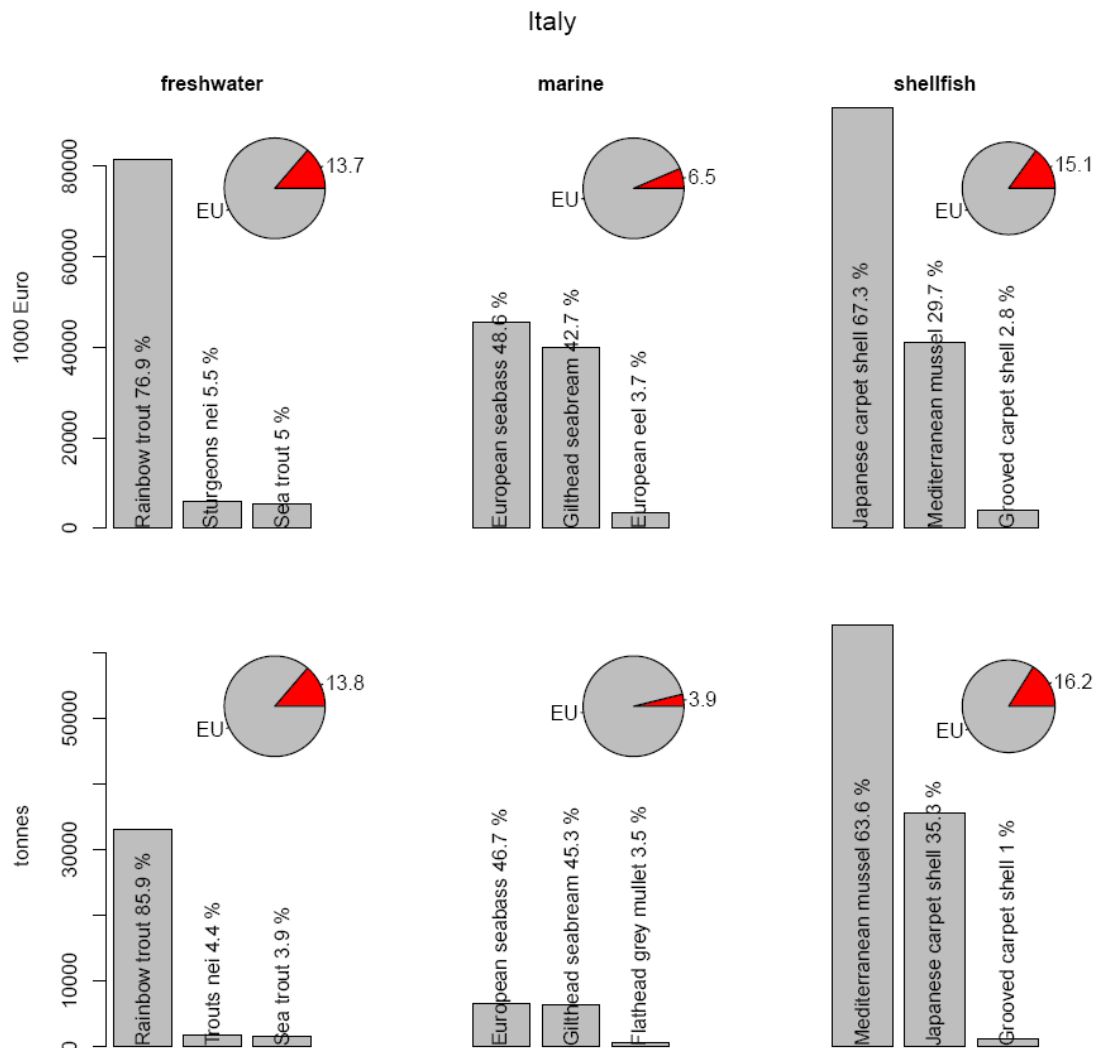 Italy
freshwater
marine
shellfish
1000 Euro
80000
60000
40000
20000
0
Rainbow trout 76.9 %
Sturgeons nei 5.5 %
Sea trout 5 %
13.7
EU
European seabass 48.6 %
Gilthead seabream 42.7 %
European eel 3.7 %
6.5
EU
Japanese carpet shell 67.3 %
Mediterranean mussel 29.7 %
Grooved carpet shell 2.8 %
15.1
EU
tonnes
50000
30000
10000
0
Rainbow trout 85.9 %
Trouts nei 4.4 %
Sea trout 3.9 %
13.8
EU
European seabass 46.7 %
Gilthead seabream 45.3 %
Flathead grey mullet 3.5 %
3.9
EU
Mediterranean mussel 63.6 %
Japanese carpet shell 35.3 %
Grooved carpet shell 1 %
16.2
EU